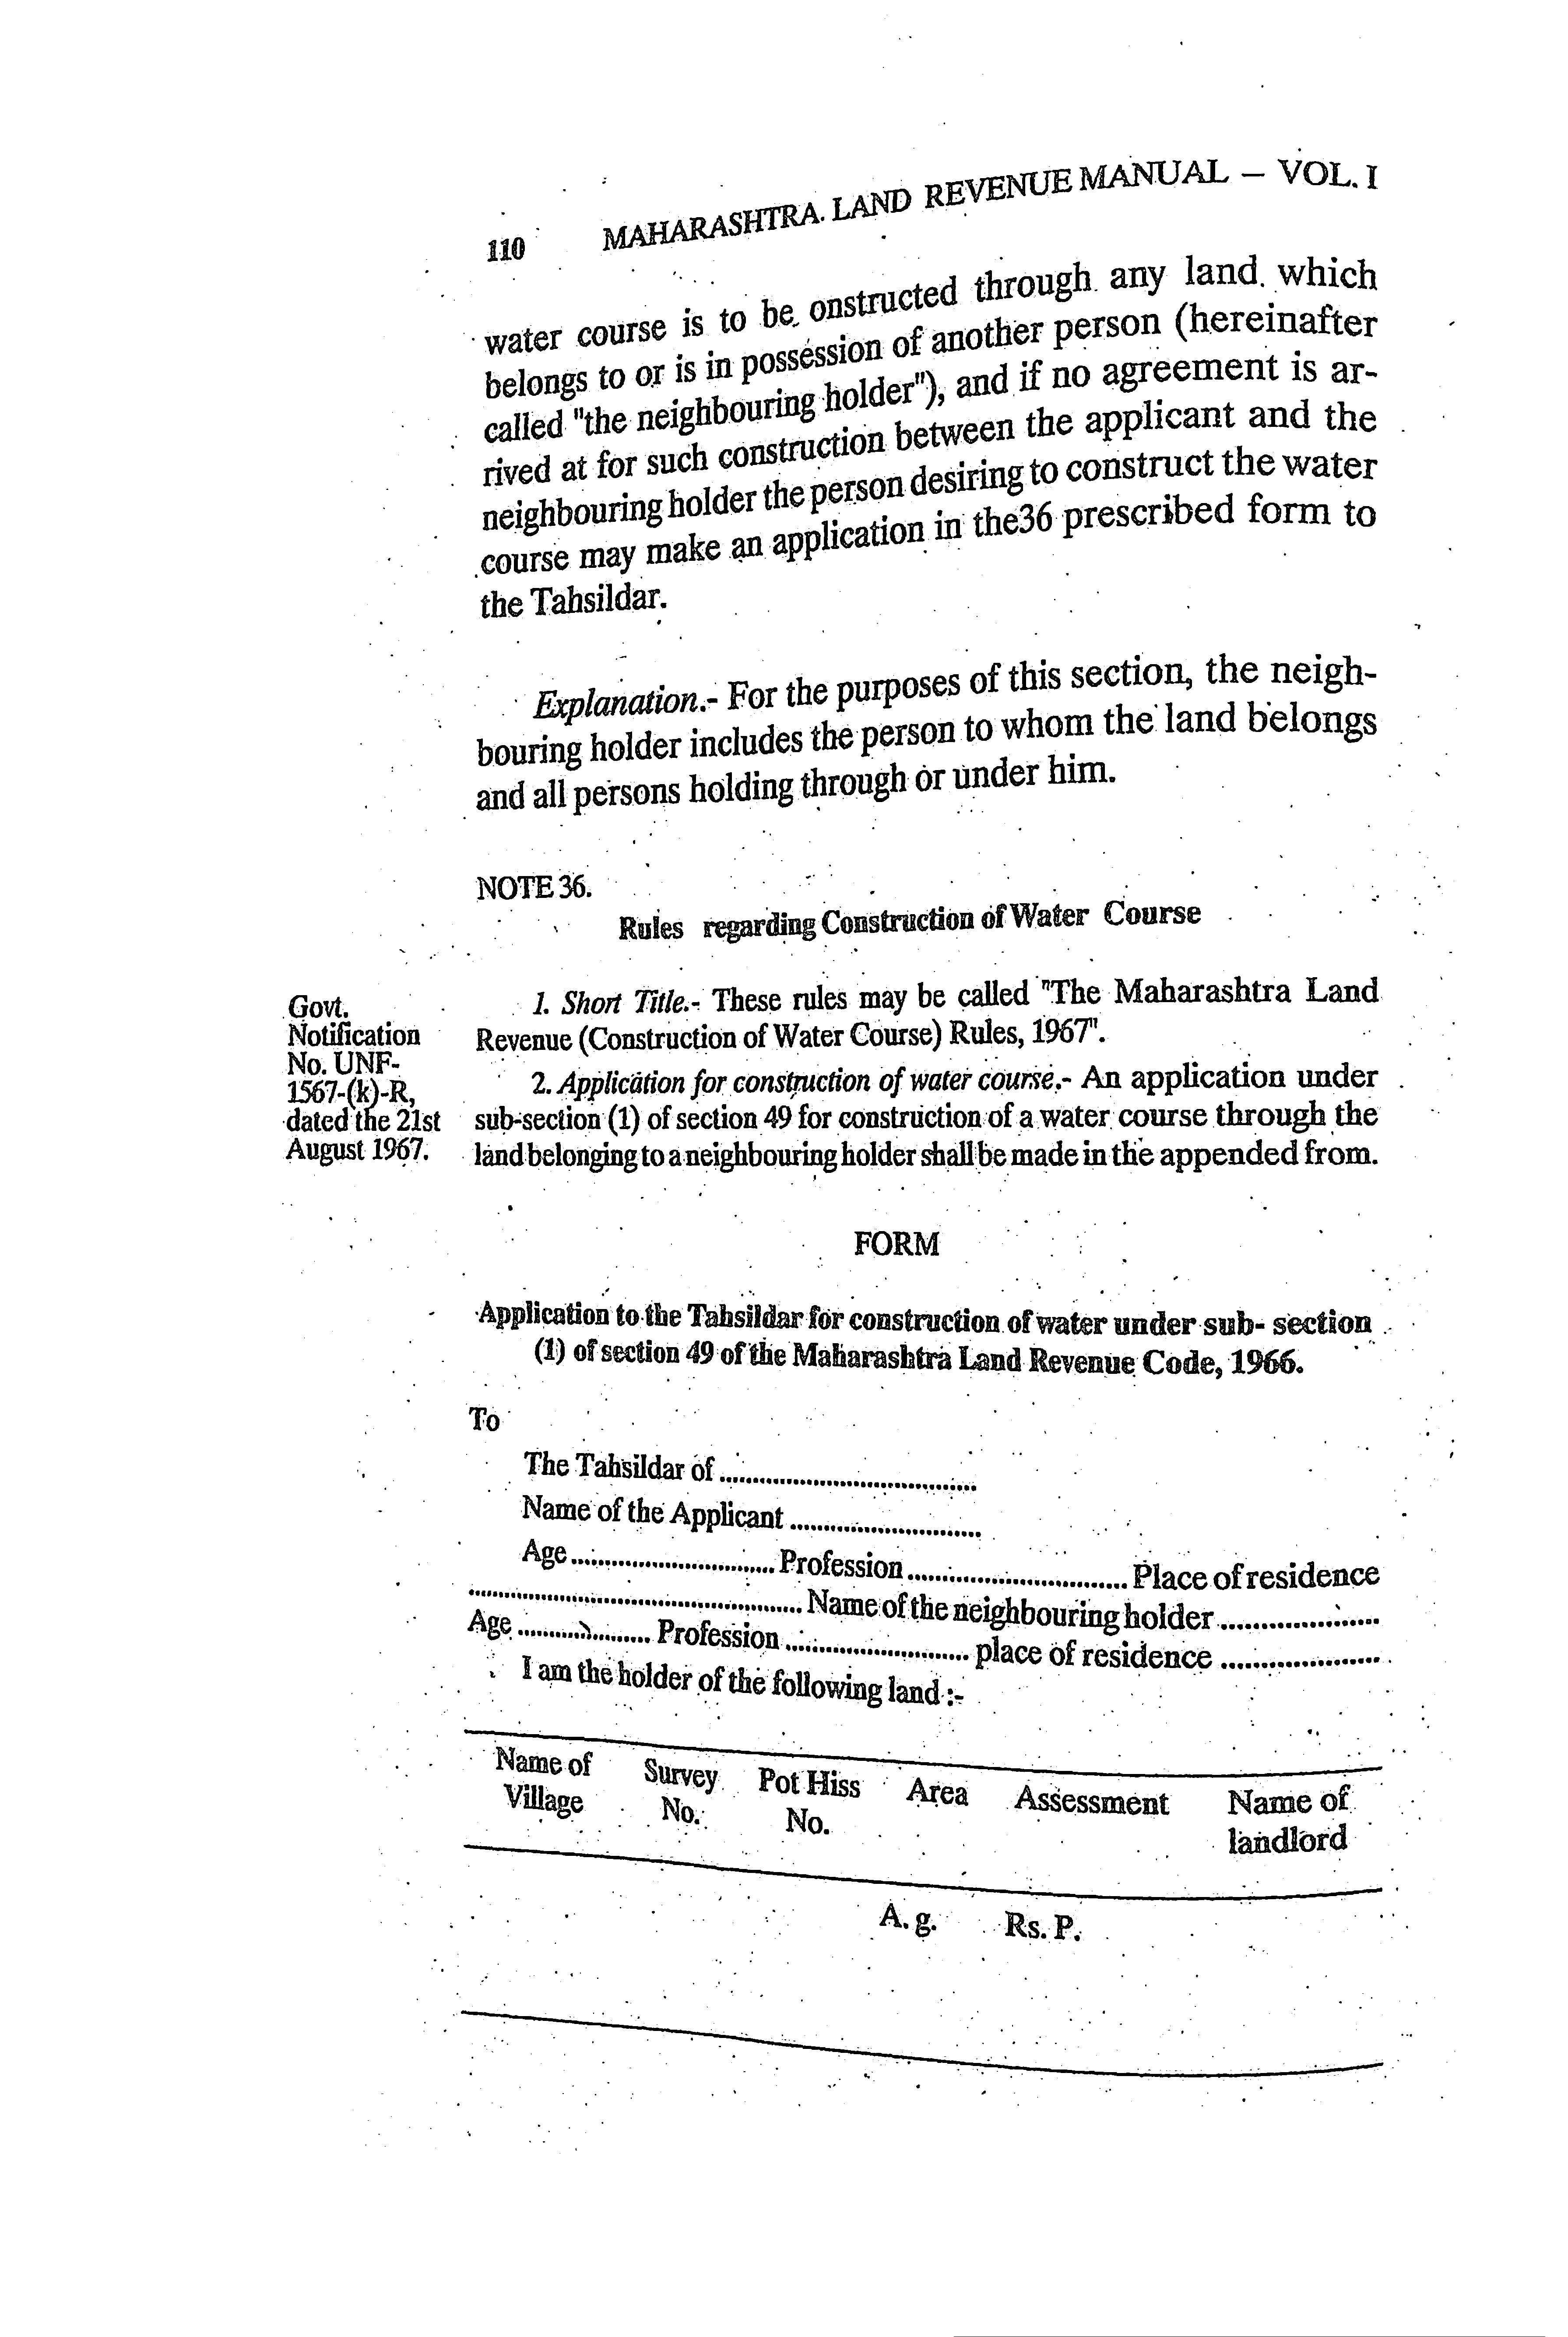 110 MAHARASHTRA. LAND REVENUE MANUAL – VOL. I
water course is to be onstructed through any land which
belongs to or is in possession of another person (hereinafter
called "the neighbouring holder"), and if no agreement is ar-
rived at for such construction between the applicant and the
neighbouring holder the person desiring to construct the water
course may make an application in the36 prescribed form to
the Tahsildar.
Explanation.- For the purposes of this section, the neigh-
bouring holder includes the person to whom the land belongs
and all persons holding through or under him.
NOTE 36.
Rules regarding Construction of Water Course
Govt.
Notification
No. UNF-
1567-(k)-R,
dated the 21st
August 1967.
1. Short Title.- These rules may be called "The Maharashtra Land
Revenue (Construction of Water Course) Rules, 1967".
2. Application for construction of water course.- An application under
sub-section (1) of section 49 for construction of a water course through the
land belonging to a neighbouring holder shall be made in the appended from.
FORM
Application to the Tahsildar for construction of water under sub- section
(1) of section 49 of the Maharashtra Land Revenue Code, 1966.
To
The Tahsildar of ......................................
Name of the Applicant ............................
Age.............................. Profession ................................. Place of residence
.................................................. Name of the neighbouring holder ........................
Age .................... Profession ........................... place of residence ........................
I am the holder of the following land :-
Name of Survey Pot Hiss Area Assessment Name of
Village No. No. landlord
A. g. Rs. P.